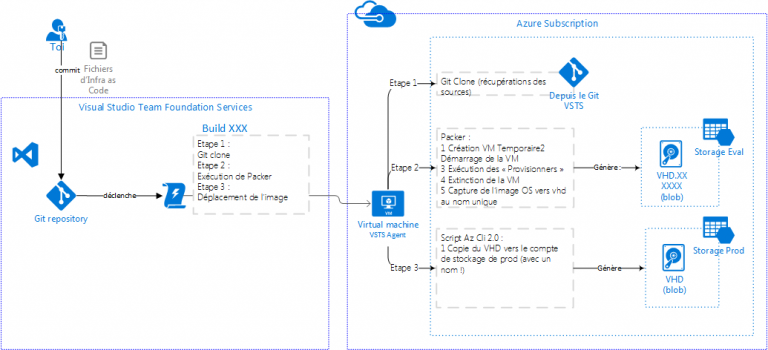 Azure Subscription
Toi
commit
Fichiers
d'Infra as
Code
Visual Studio Team Foundation Services
Build XXX
Etape 1 :
Git clone
Etape 2 :
Exécution de Packer
Etape 3 :
Déplacement de l'image
Git repository
déclenche
VM
Virtual machine
VSTS Agent
Etape 1
Git Clone (récupérations des
sources)
Depuis le Git
VSTS
Etape 2
Packer :
1 Création VM Temporaire2
Démarrage de la VM
3 Exécution des « Provisionners »
4 Extinction de la VM
5 Capture de l'Image OS vers vhd
au nom unique
Génère :
VHD.XX
XXXX
(blob)
Storage Eval
Etape 3
Script Az Cli 2.0 :
1 Copie du VHD vers le compte
de stockage de prod (avec un
nom !)
Génère
VHD
(blob)
Storage Prod